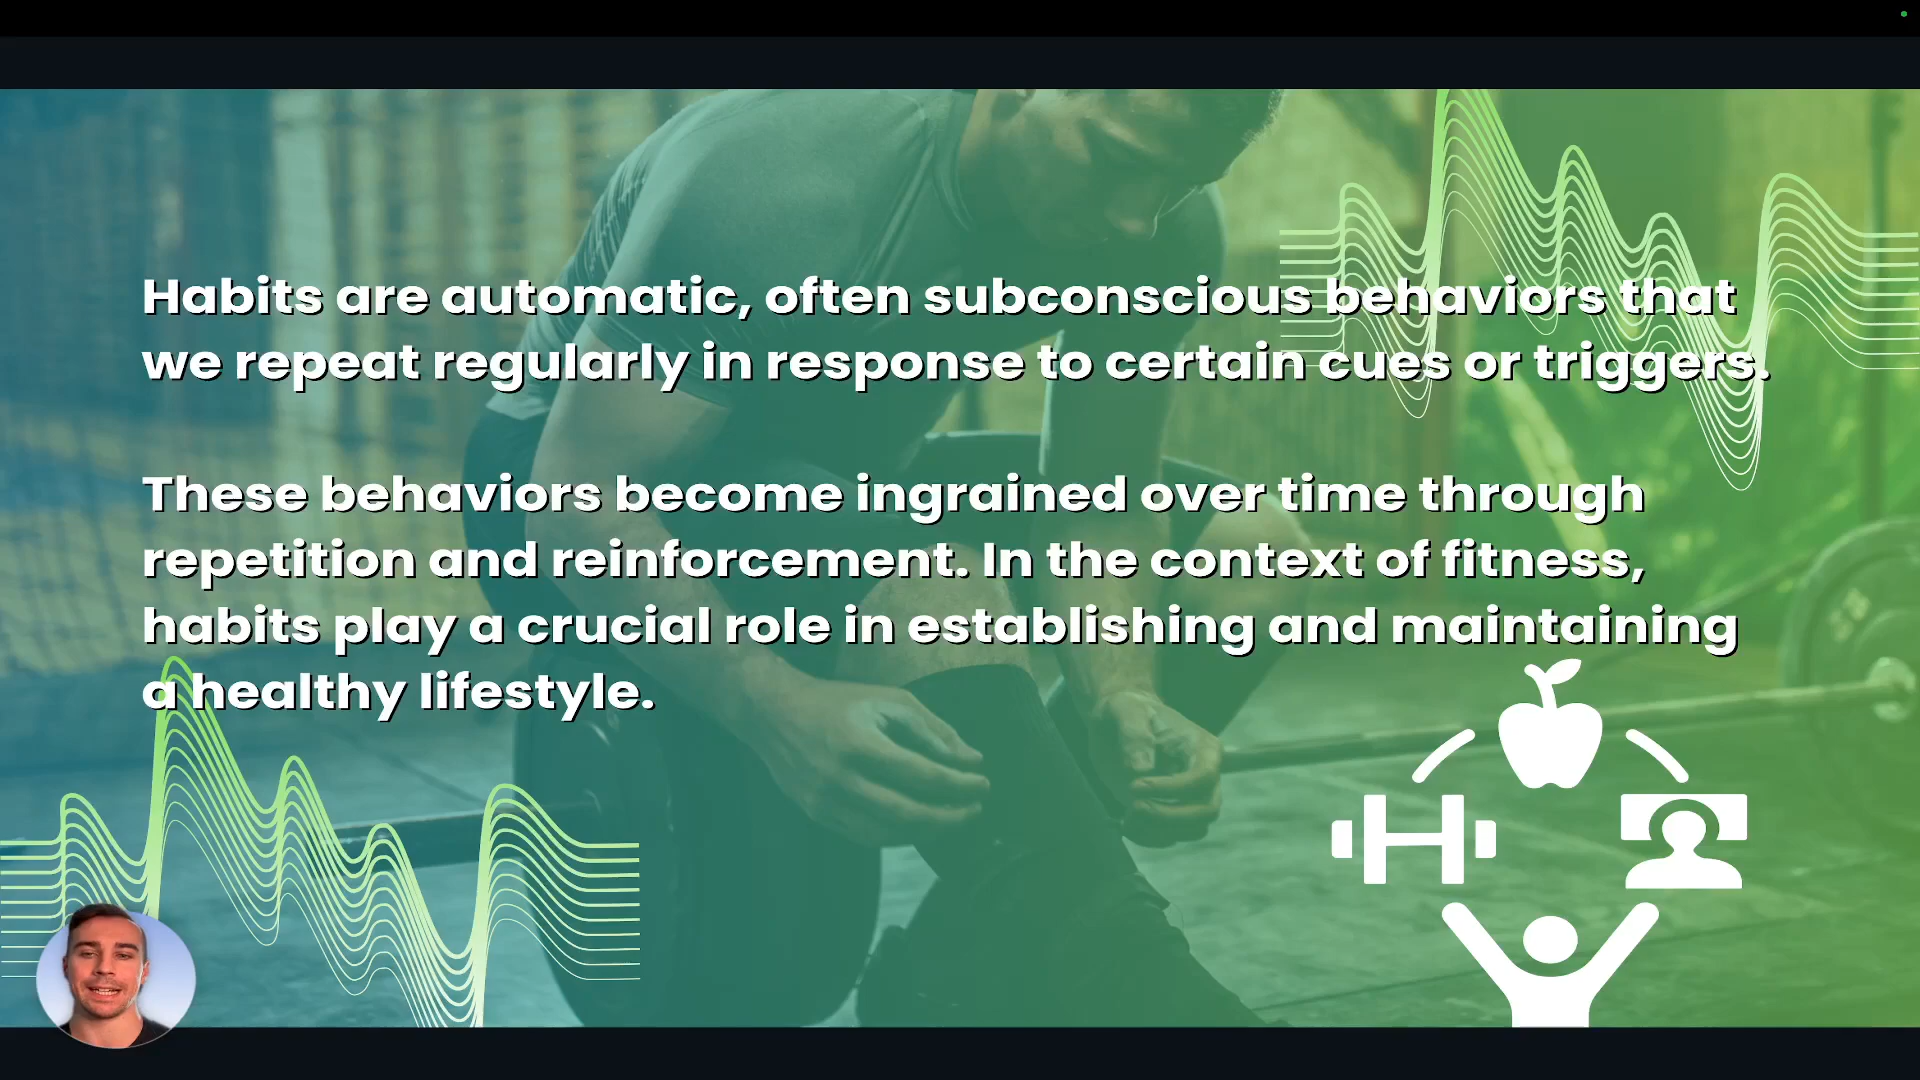 Habits are automatic, often subconscious behaviors that
we repeat regularly in response to certain cues or triggers.
These behaviors become ingrained over time through
repetition and reinforcement. In the context of fitness,
habits play a crucial role in establishing and maintaining
a healthy lifestyle.